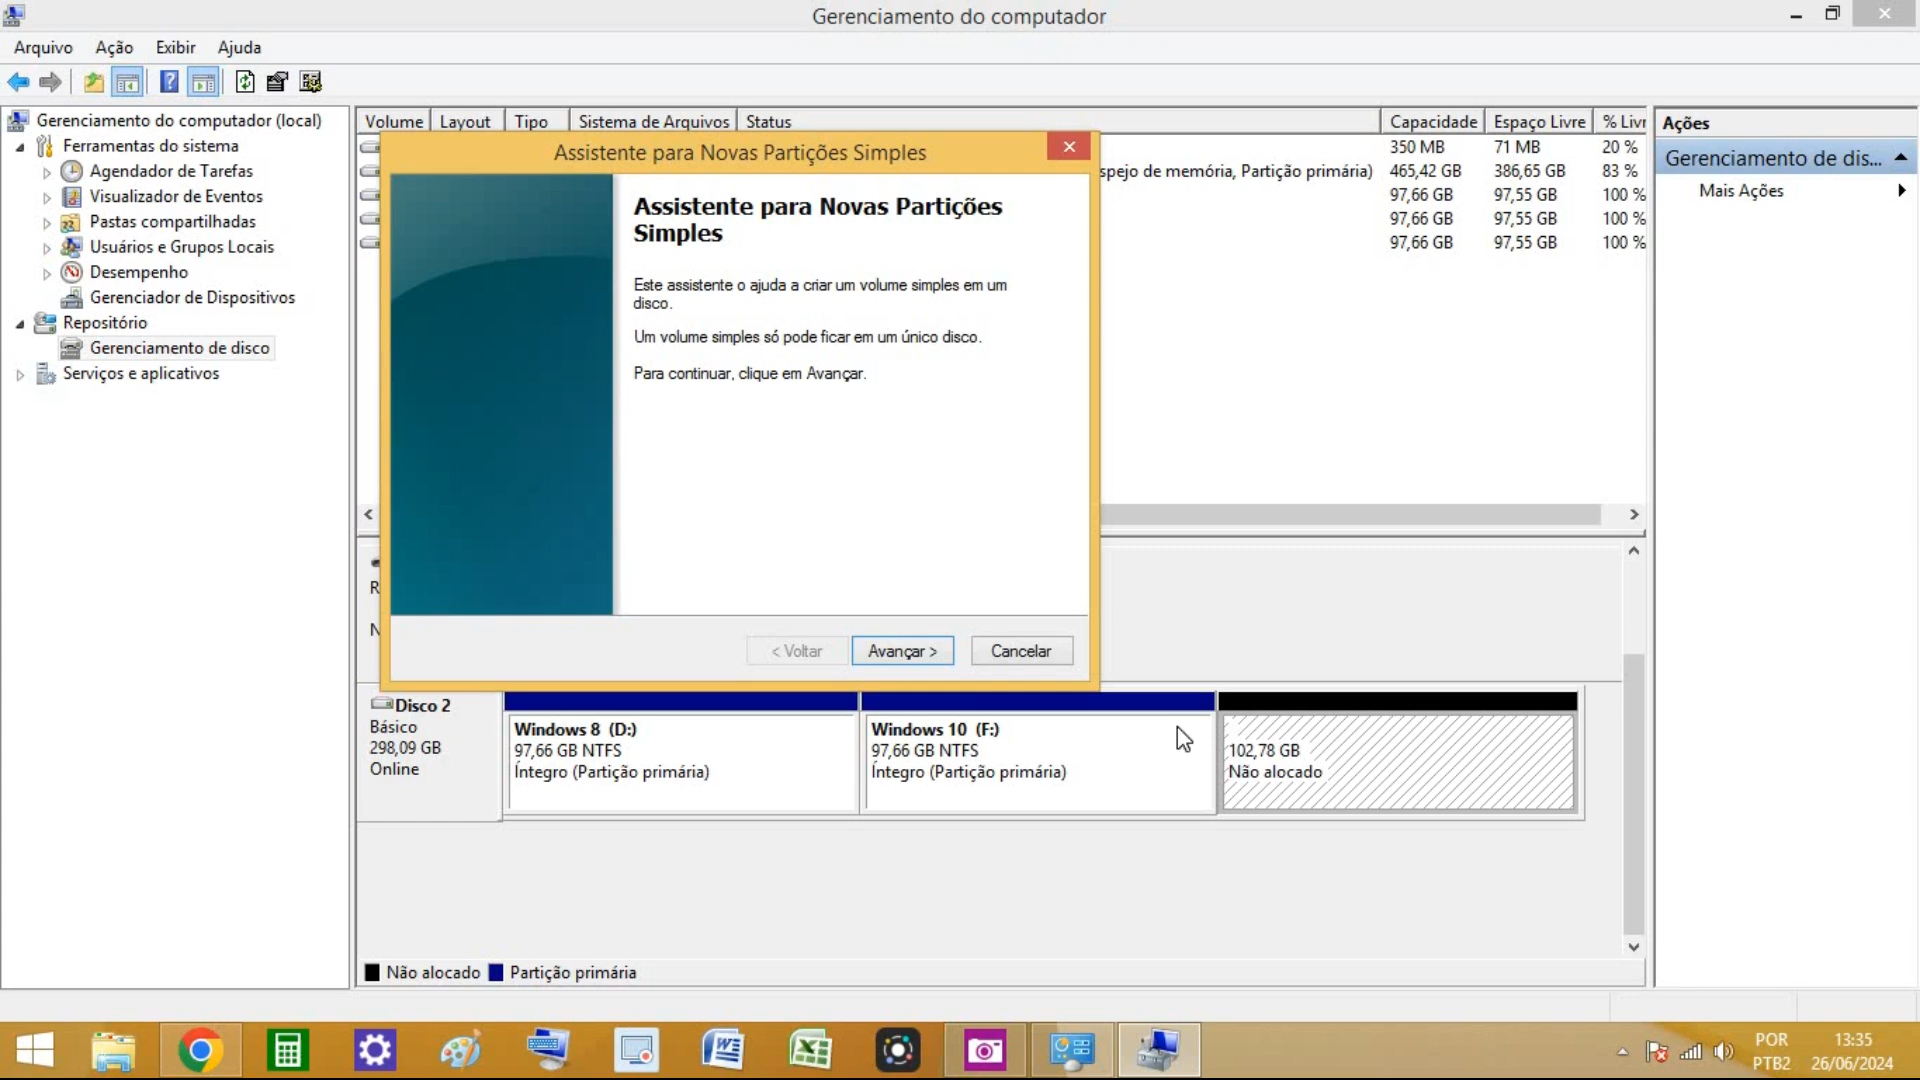 Gerenciamento do computador
Arquivo Ação Exibir Ajuda
Gerenciamento do computador (local)
Ferramentas do sistema
Agendador de Tarefas
Visualizador de Eventos
Pastas compartilhadas
Usuários e Grupos Locais
Desempenho
Gerenciador de Dispositivos
Repositório
Gerenciamento de disco
Serviços e aplicativos
Volume Layout Tipo Sistema de Arquivos Status Capacidade Espaço Livre % Livr
350 MB 71 MB 20 %
spejo de memória, Partição primária) 465,42 GB 386,65 GB 83 %
97,66 GB 97,55 GB 100 %
97,66 GB 97,55 GB 100 %
97,66 GB 97,55 GB 100 %
Assistente para Novas Partições Simples
Assistente para Novas Partições
Simples
Este assistente o ajuda a criar um volume simples em um
disco.
Um volume simples só pode ficar em um único disco.
Para continuar, clique em Avançar.
< Voltar Avançar > Cancelar
R
N
Disco 2
Básico
298,09 GB
Online
Windows 8 (D:)
97,66 GB NTFS
Íntegro (Partição primária)
Windows 10 (F:)
97,66 GB NTFS
Íntegro (Partição primária)
102,78 GB
Não alocado
Não alocado Partição primária
Ações
Gerenciamento de dis...
Mais Ações
POR
PTB2
13:35
26/06/2024